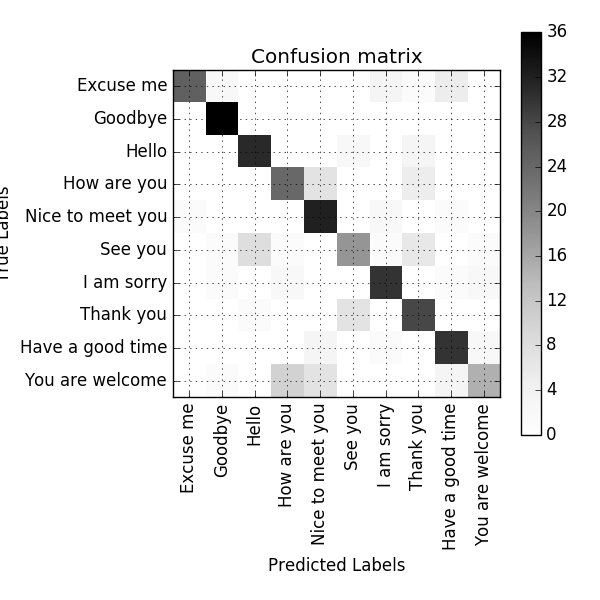 Confusion matrix
True Labels
Excuse me
Goodbye
Hello
How are you
Nice to meet you
See you
I am sorry
Thank you
Have a good time
You are welcome
Excuse me
Goodbye
Hello
How are you
Nice to meet you
See you
I am sorry
Thank you
Have a good time
You are welcome
Predicted Labels
36
32
28
24
20
16
12
8
4
0